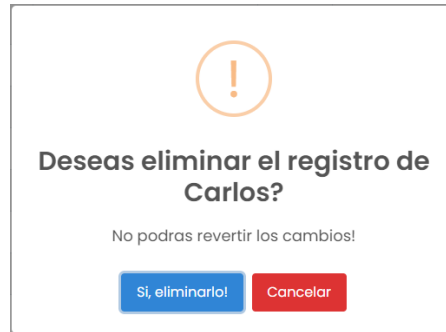 Deseas eliminar el registro de
Carlos?
No podras revertir los cambios!
Si, eliminarlo!
Cancelar